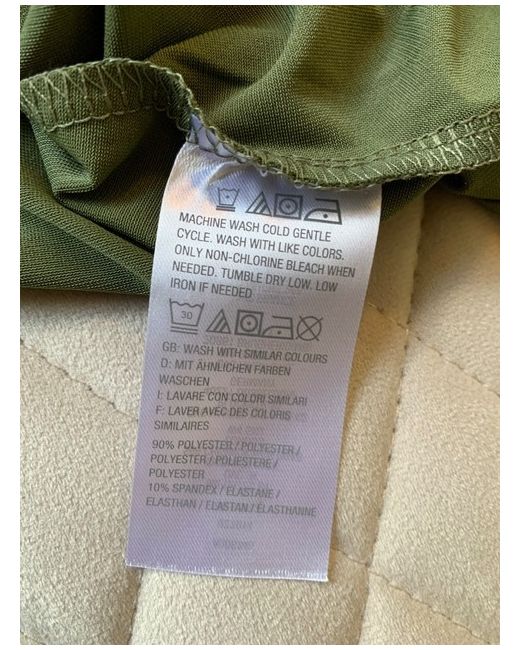 MACHINE WASH COLD GENTLE
CYCLE. WASH WITH LIKE COLORS.
ONLY NON-CHLORINE BLEACH WHEN
NEEDED. TUMBLE DRY LOW. LOW
IRON IF NEEDED
30
GB: WASH WITH SIMILAR COLOURS
D: MIT ÄHNLICHEN FARBEN
WASCHEN
I: LAVARE CON COLORI SIMILARI
F: LAVER AVEC DES COLORIS
SIMILAIRES
90% POLYESTER / POLYESTER /
POLYESTER / POLIESTERE /
POLYESTER
10% SPANDEX / ELASTANE /
ELASTHAN / ELASTAN / ÉLASTHANNE